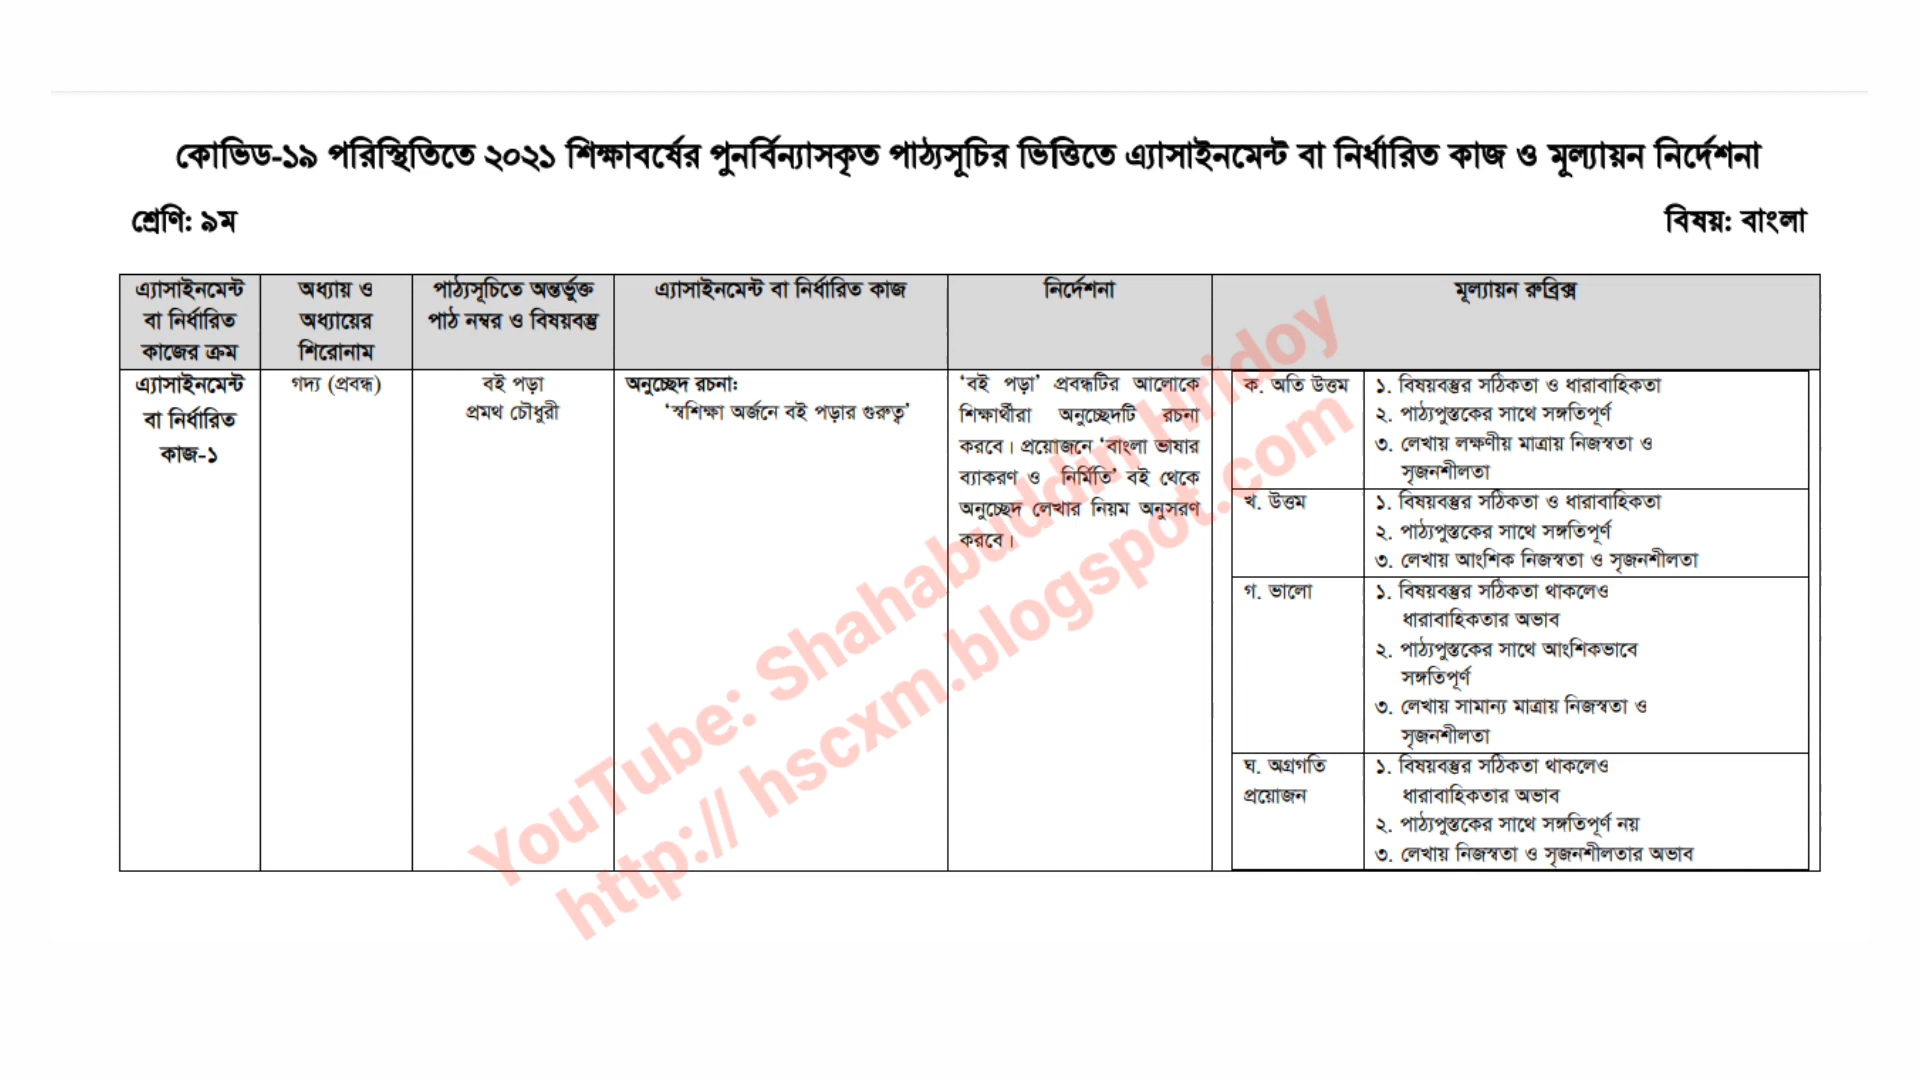 কোভিড-১৯ পরিস্থিতিতে ২০২১ শিক্ষাবর্ষের পুনর্বিন্যাসকৃত পাঠ্যসূচির ভিত্তিতে এ্যাসাইনমেন্ট বা নির্ধারিত কাজ ও মূল্যায়ন নির্দেশনা
শ্রেণি: ৯ম
বিষয়: বাংলা
এ্যাসাইনমেন্ট
বা নির্ধারিত
কাজের ক্রম
অধ্যায় ও
অধ্যায়ের
শিরোনাম
পাঠ্যসূচিতে অন্তর্ভুক্ত
পাঠ নম্বর ও বিষয়বস্তু
এ্যাসাইনমেন্ট বা নির্ধারিত কাজ
নির্দেশনা
মূল্যায়ন রুব্রিক্স
এ্যাসাইনমেন্ট
বা নির্ধারিত
কাজ-১
গদ্য (প্রবন্ধ)
বই পড়া
প্রমথ চৌধুরী
অনুচ্ছেদ রচনা:
‘স্বশিক্ষা অর্জনে বই পড়ার গুরুত্ব’
‘বই পড়া’ প্রবন্ধটির আলোকে
শিক্ষার্থীরা অনুচ্ছেদটি রচনা
করবে। প্রয়োজনে ‘বাংলা ভাষার
ব্যাকরণ ও নির্মিতি’ বই থেকে
অনুচ্ছেদ লেখার নিয়ম অনুসরণ
করবে।
ক. অতি উত্তম
১. বিষয়বস্তুর সঠিকতা ও ধারাবাহিকতা
২. পাঠ্যপুস্তকের সাথে সঙ্গতিপূর্ণ
৩. লেখায় লক্ষণীয় মাত্রায় নিজস্বতা ও
সৃজনশীলতা
খ. উত্তম
১. বিষয়বস্তুর সঠিকতা ও ধারাবাহিকতা
২. পাঠ্যপুস্তকের সাথে সঙ্গতিপূর্ণ
৩. লেখায় আংশিক নিজস্বতা ও সৃজনশীলতা
গ. ভালো
১. বিষয়বস্তুর সঠিকতা থাকলেও
ধারাবাহিকতার অভাব
২. পাঠ্যপুস্তকের সাথে আংশিকভাবে
সঙ্গতিপূর্ণ
৩. লেখায় সামান্য মাত্রায় নিজস্বতা ও
সৃজনশীলতা
ঘ. অগ্রগতি
প্রয়োজন
১. বিষয়বস্তুর সঠিকতা থাকলেও
ধারাবাহিকতার অভাব
২. পাঠ্যপুস্তকের সাথে সঙ্গতিপূর্ণ নয়
৩. লেখায় নিজস্বতা ও সৃজনশীলতার অভাব
YouTube: Shahabuddin Hridoy
http:// hscxm.blogspot.com